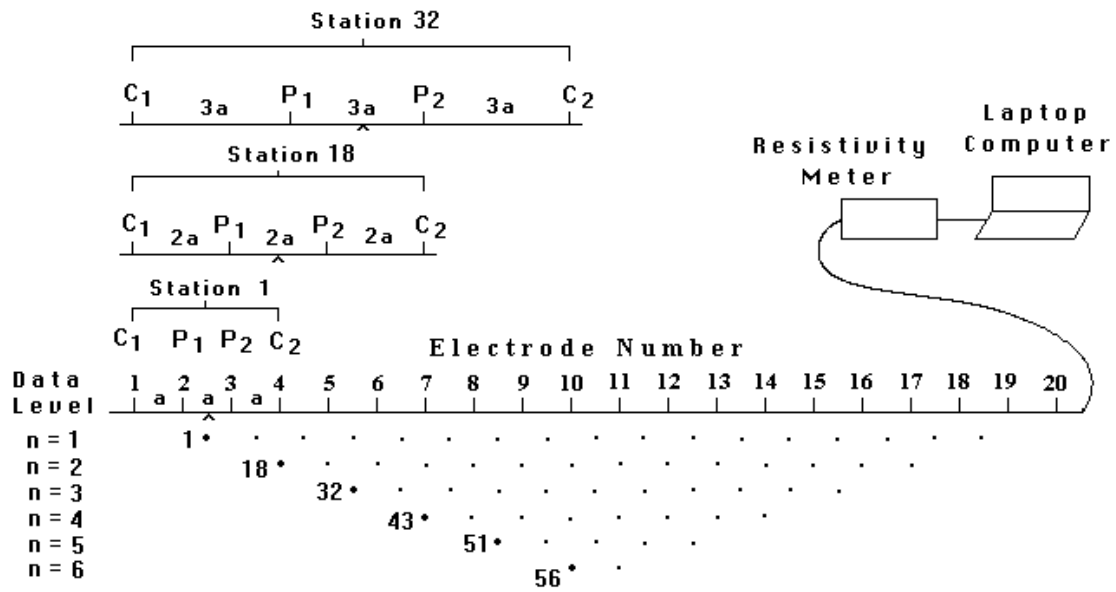 Station 32
C1 3a P1 3a P2 3a C2
Station 18
C1 2a P1 2a P2 2a C2
Resistivity
Meter
Laptop
Computer
Station 1
C1 P1 P2 C2
Electrode Number
Data
Level
1 2 3 4 5 6 7 8 9 10 11 12 13 14 15 16 17 18 19 20
a a a
n = 1 1
n = 2 18
n = 3 32
n = 4 43
n = 5 51
n = 6 56